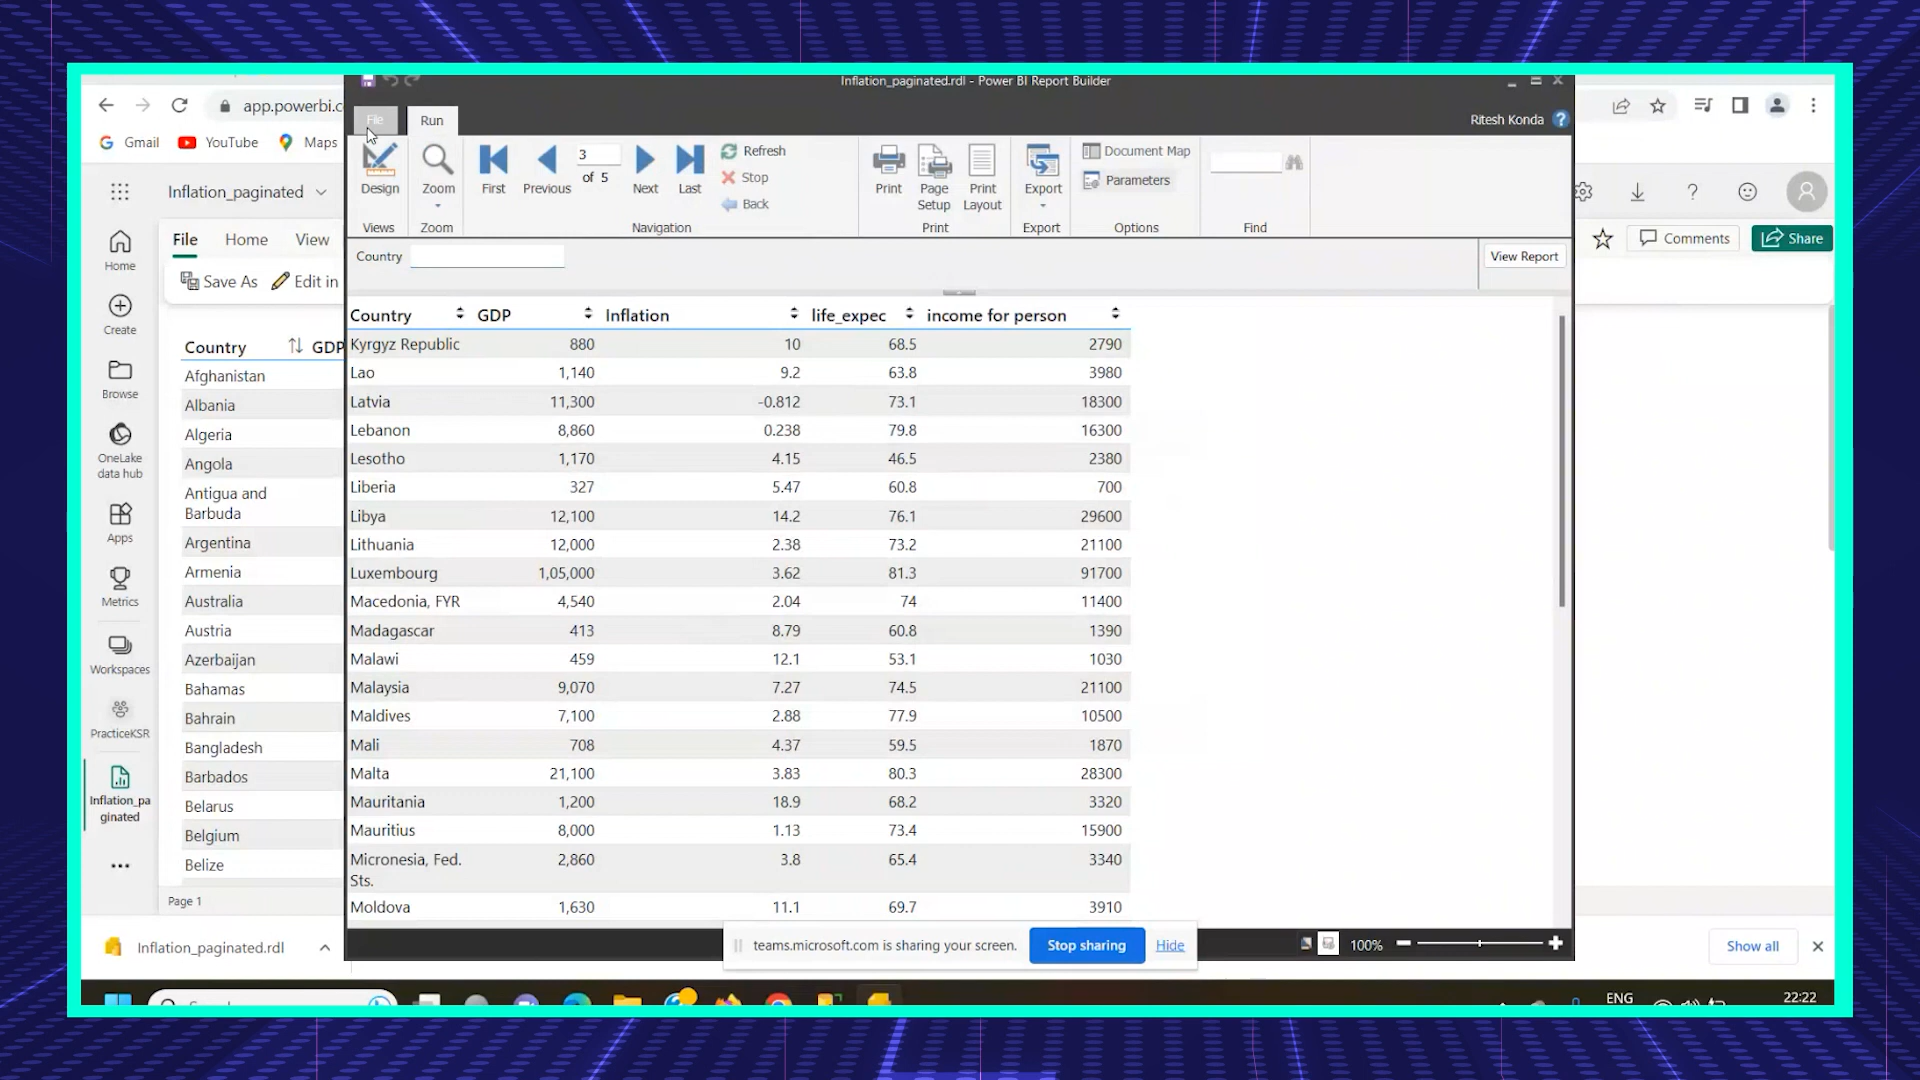 Inflation_paginated.rdl - Power BI Report Builder
app.powerbi.c
File
Run
Ritesh Konda
Gmail
YouTube
Maps
Design
Zoom
First
Previous
3
of 5
Next
Last
Refresh
Stop
Back
Print
Page Setup
Print Layout
Export
Document Map
Parameters
Views
Zoom
Navigation
Print
Export
Options
Find
Inflation_paginated
File
Home
View
Save As
Edit in
Comments
Share
Country
View Report
Home
Create
Browse
OneLake
data hub
Apps
Metrics
Workspaces
PracticeKSR
Inflation_pa
ginated
Country GDP
Afghanistan
Albania
Algeria
Angola
Antigua and
Barbuda
Argentina
Armenia
Australia
Austria
Azerbaijan
Bahamas
Bahrain
Bangladesh
Barbados
Belarus
Belgium
Belize
Page 1
Country GDP Inflation life_expec income for person
Kyrgyz Republic 880 10 68.5 2790
Lao 1,140 9.2 63.8 3980
Latvia 11,300 -0.812 73.1 18300
Lebanon 8,860 0.238 79.8 16300
Lesotho 1,170 4.15 46.5 2380
Liberia 327 5.47 60.8 700
Libya 12,100 14.2 76.1 29600
Lithuania 12,000 2.38 73.2 21100
Luxembourg 1,05,000 3.62 81.3 91700
Macedonia, FYR 4,540 2.04 74 11400
Madagascar 413 8.79 60.8 1390
Malawi 459 12.1 53.1 1030
Malaysia 9,070 7.27 74.5 21100
Maldives 7,100 2.88 77.9 10500
Mali 708 4.37 59.5 1870
Malta 21,100 3.83 80.3 28300
Mauritania 1,200 18.9 68.2 3320
Mauritius 8,000 1.13 73.4 15900
Micronesia, Fed. 2,860 3.8 65.4 3340
Sts.
Moldova 1,630 11.1 69.7 3910
Inflation_paginated.rdl
teams.microsoft.com is sharing your screen.
Stop sharing
Hide
100%
Show all
ENG
22:22